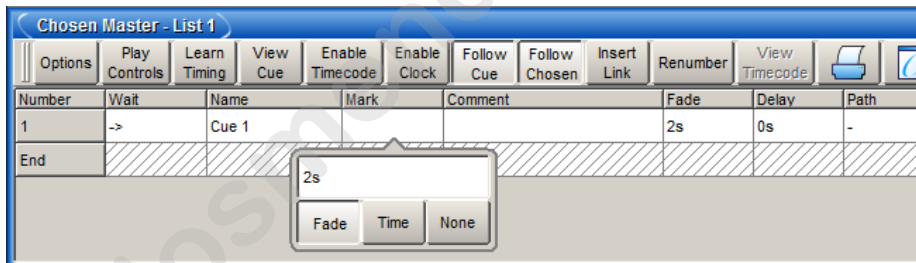 Chosen Master - List 1
Options Play Controls Learn Timing View Cue Enable Timecode Enable Clock Follow Cue Follow Chosen Insert Link Renumber View Timecode
Number Wait Name Mark Comment Fade Delay Path
1 -> Cue 1 2s 0s -
End
2s
Fade Time None